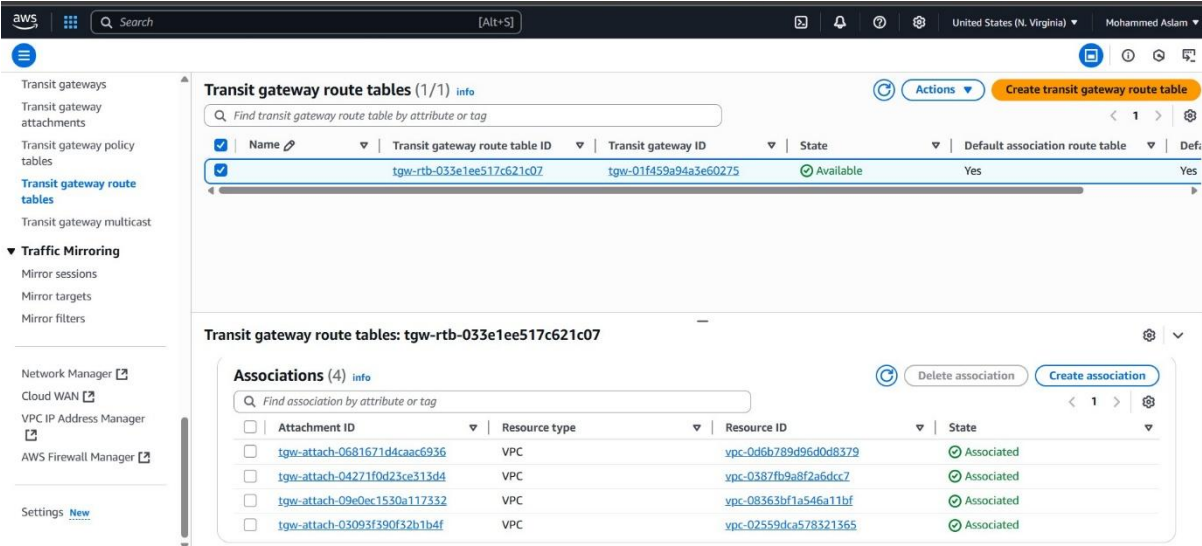 aws
Search [Alt+S] United States (N. Virginia) Mohammed Aslam
Transit gateways
Transit gateway
attachments
Transit gateway policy
tables
Transit gateway route
tables
Transit gateway multicast
Traffic Mirroring
Mirror sessions
Mirror targets
Mirror filters
Network Manager
Cloud WAN
VPC IP Address Manager
AWS Firewall Manager
Settings New
Transit gateway route tables (1/1) info
Actions Create transit gateway route table
Find transit gateway route table by attribute or tag
1
Name Transit gateway route table ID Transit gateway ID State Default association route table Defa
tgw-rtb-033e1ee517c621c07 tgw-01f459a94a3e60275 Available Yes Yes
Transit gateway route tables: tgw-rtb-033e1ee517c621c07
Associations (4) info
Delete association Create association
Find association by attribute or tag
1
Attachment ID Resource type Resource ID State
tgw-attach-0681671d4caac6936 VPC vpc-0d6b789d96d0d8379 Associated
tgw-attach-04271f0d23ce313d4 VPC vpc-0387fb9a8f2a6dcc7 Associated
tgw-attach-09e0ec1530a117332 VPC vpc-08363bf1a546a11bf Associated
tgw-attach-03093f390f32b1b4f VPC vpc-02559dca578321365 Associated